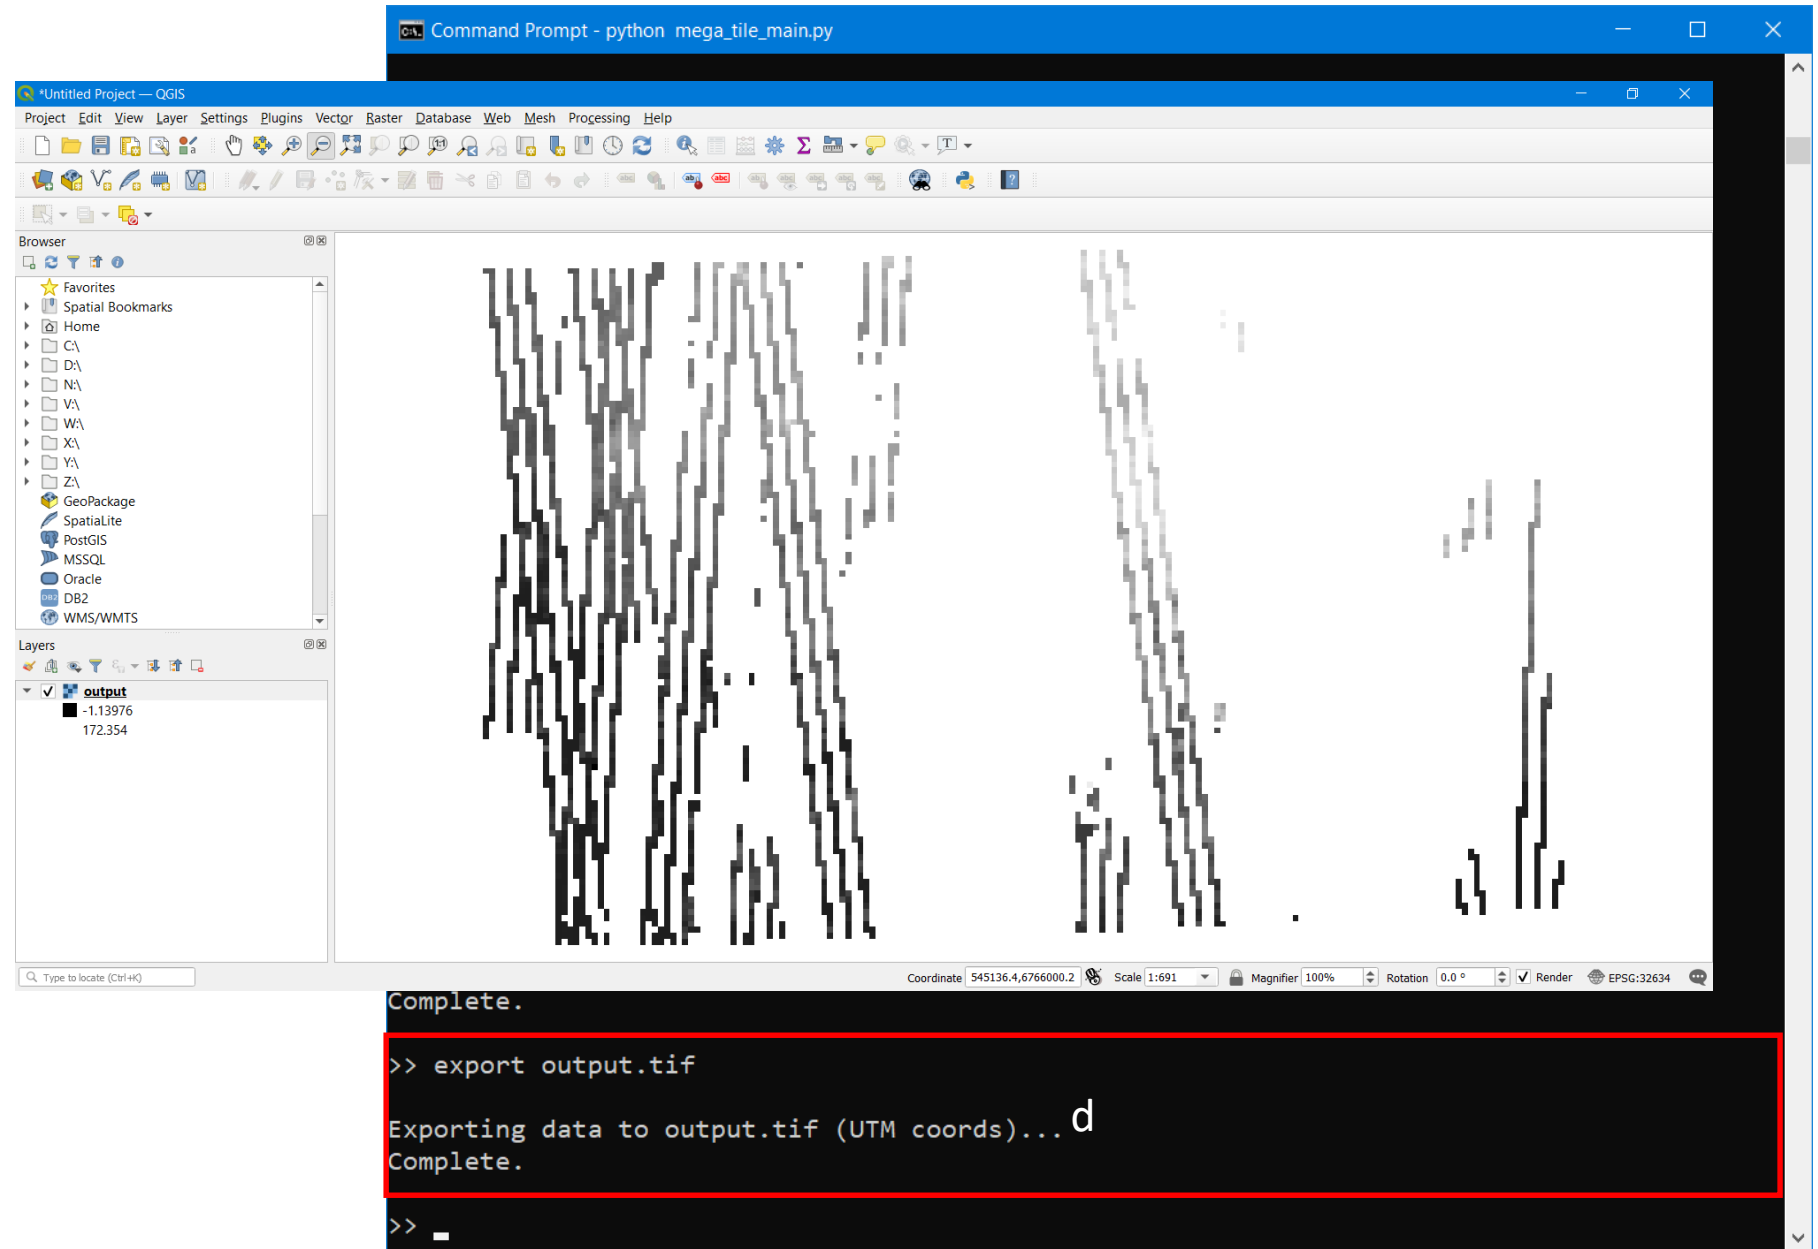 Command Prompt - python  mega_tile_main.py
*Untitled Project — QGIS
Project Edit View Layer Settings Plugins Vector Raster Database Web Mesh Processing Help
Browser
Favorites
Spatial Bookmarks
Home
C:\
D:\
N:\
V:\
W:\
X:\
Y:\
Z:\
GeoPackage
SpatiaLite
PostGIS
MSSQL
Oracle
DB2
WMS/WMTS
Layers
output
-1.13976
172.354
Type to locate (Ctrl+K)
Coordinate 545136.4,6766000.2 Scale 1:691 Magnifier 100% Rotation 0.0 ° Render EPSG:32634
Complete.
>> export output.tif
Exporting data to output.tif (UTM coords)... d
Complete.
>>